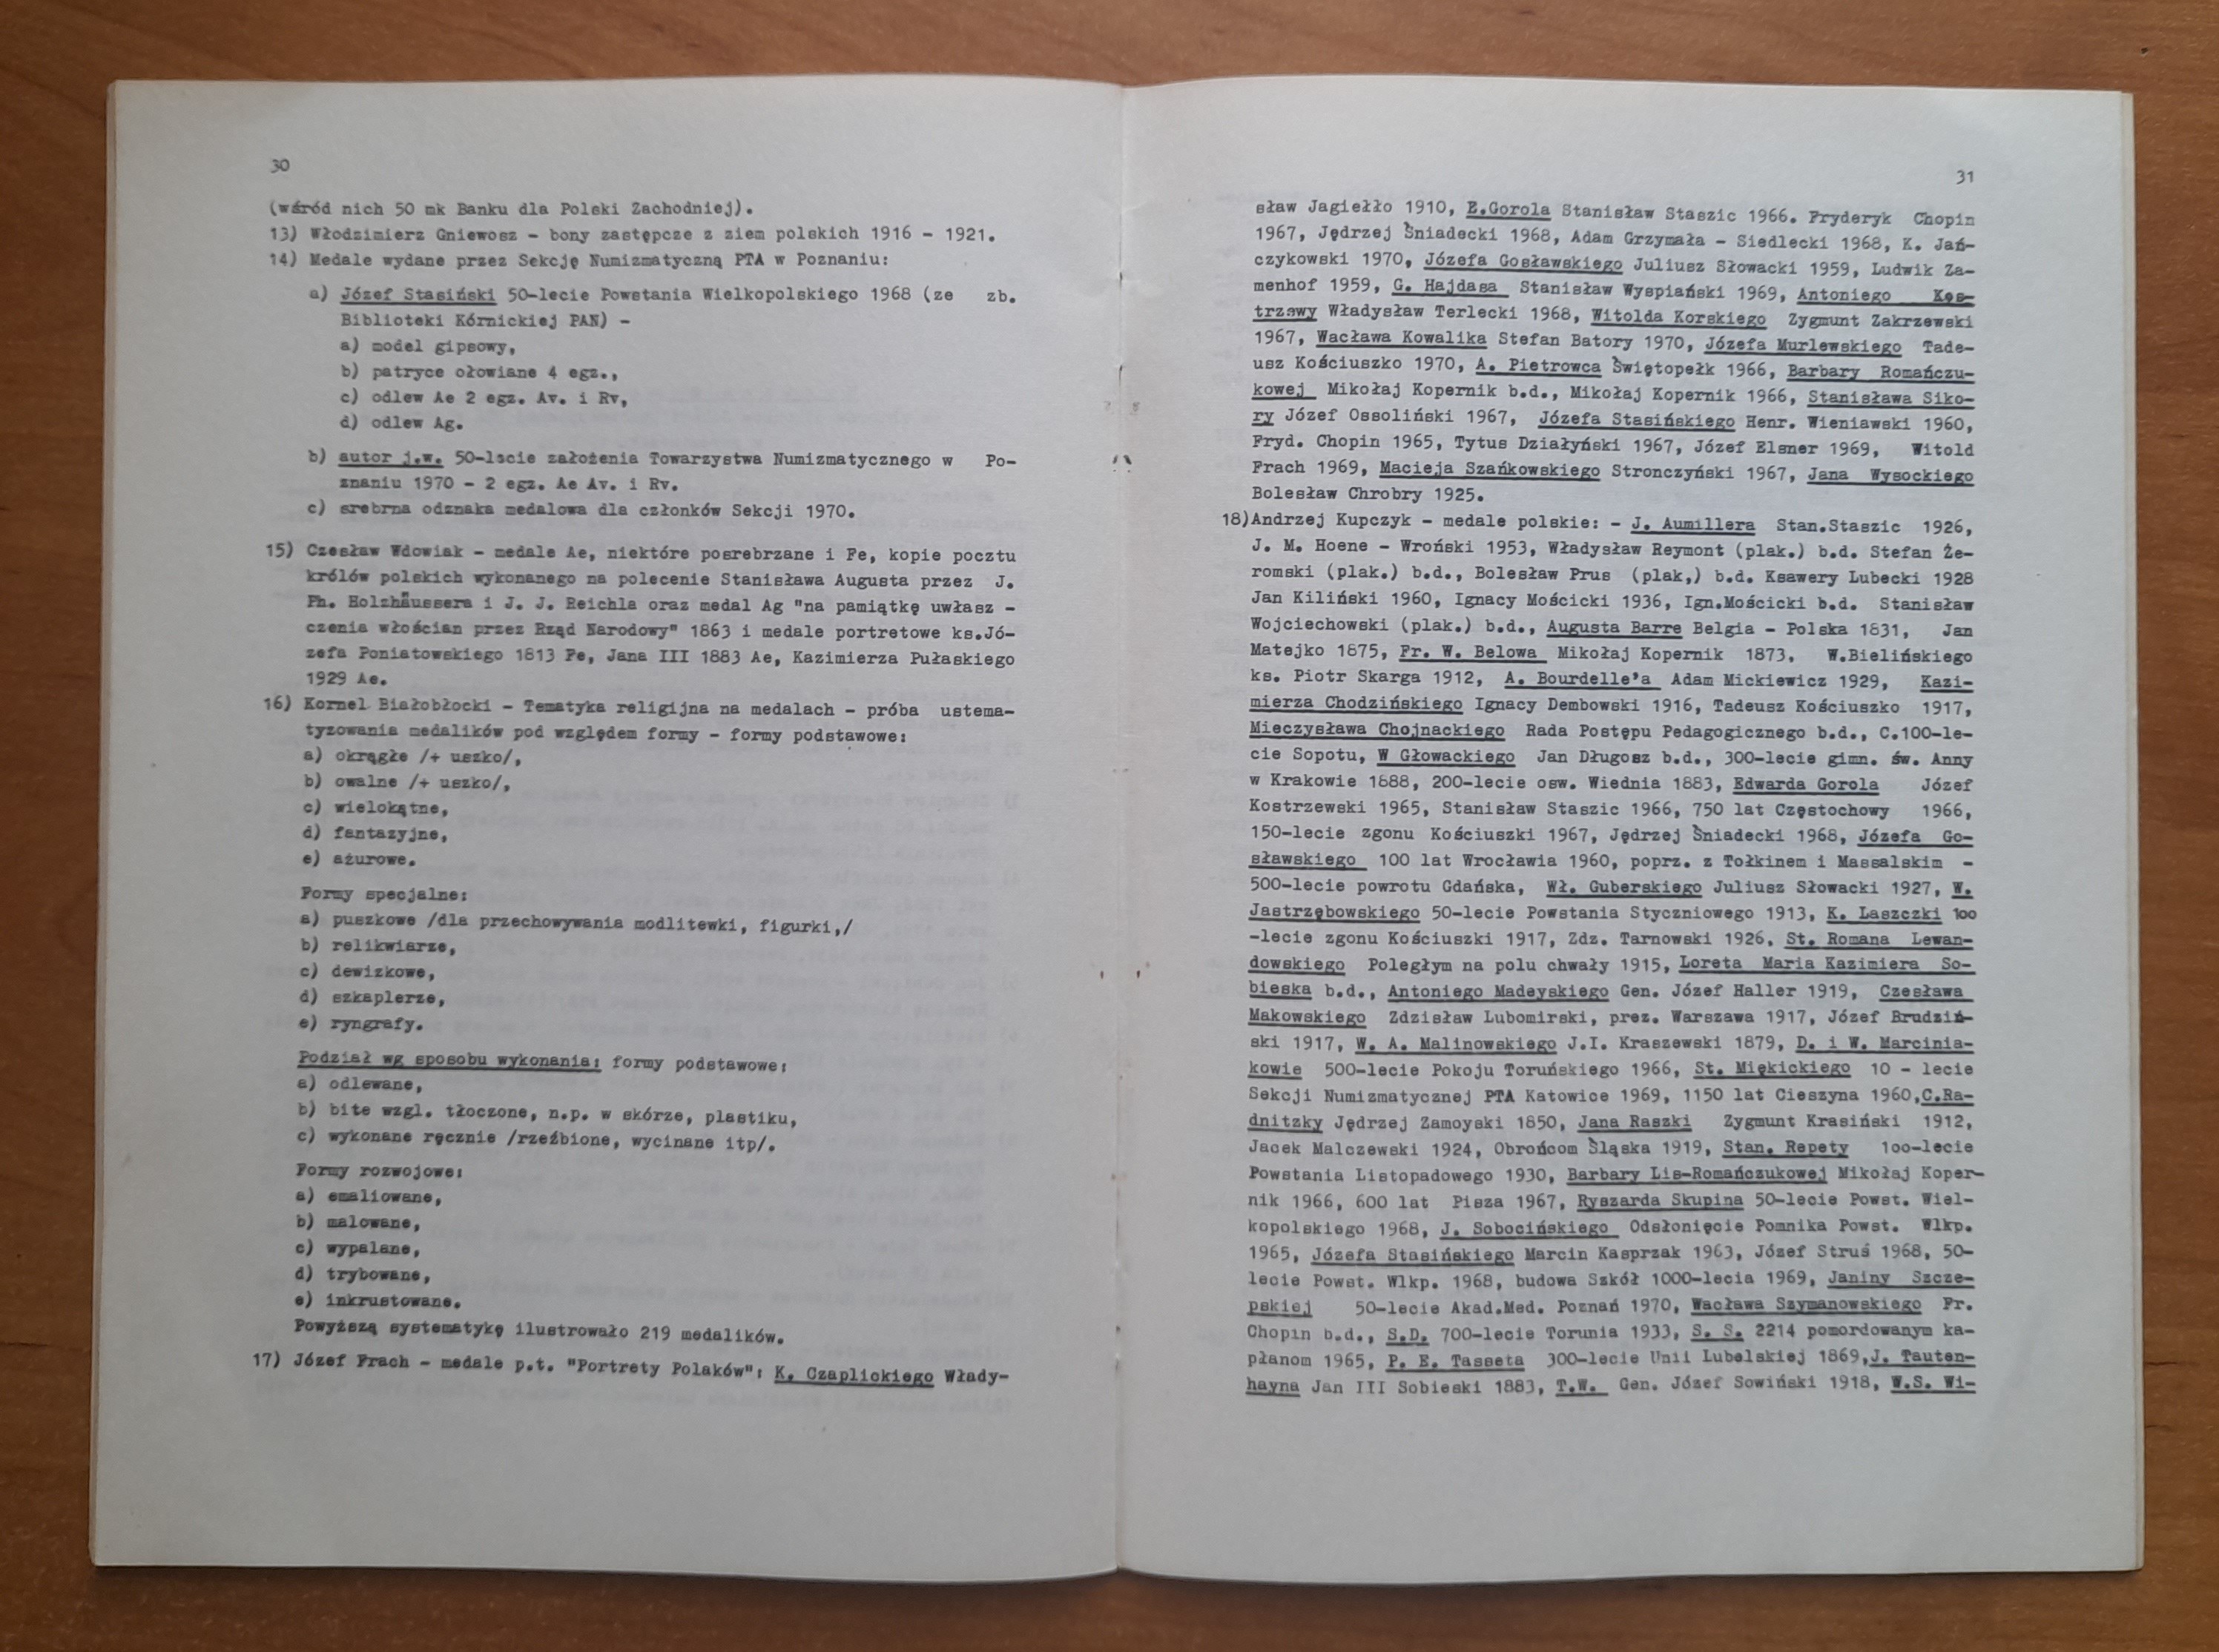 30
(wśród nich 50 mk Banku dla Polski Zachodniej).
13) Włodzimierz Gniewosz - bony zastępcze z ziem polskich 1916 - 1921.
14) Medale wydane przez Sekcję Numizmatyczną PTA w Poznaniu:
a) Józef Stasiński 50-lecie Powstania Wielkopolskiego 1968 (ze zb.
Biblioteki Kórnickiej PAN) -
a) model gipsowy,
b) patryce ołowiane 4 egz.,
c) odlew Ae 2 egz. Av. i Rv,
d) odlew Ag.
b) autor j.w. 50-lecie założenia Towarzystwa Numizmatycznego w Po-
znaniu 1970 - 2 egz. Ae Av. i Rv.
c) srebrna odznaka medalowa dla członków Sekcji 1970.
15) Czesław Wdowiak - medale Ae, niektóre posrebrzane i Fe, kopie pocztu
królów polskich wykonanego na polecenie Stanisława Augusta przez J.
Ph. Holzhäussera i J. J. Reichla oraz medal Ag "na pamiątkę uwłasz -
czenia włościan przez Rząd Narodowy" 1863 i medale portretowe ks.Jó-
zefa Poniatowskiego 1813 Fe, Jana III 1883 Ae, Kazimierza Pułaskiego
1929 Ae.
16) Kornel Białobłocki - Tematyka religijna na medalach - próba ustema-
tyzowania medalików pod względem formy - formy podstawowe:
a) okrągłe /+ uszko/,
b) owalne /+ uszko/,
c) wielokątne,
d) fantazyjne,
e) ażurowe.
Formy specjalne:
a) puszkowe /dla przechowywania modlitewki, figurki,/
b) relikwiarze,
c) dewizkowe,
d) szkaplerze,
e) ryngrafy.
Podział wg sposobu wykonania: formy podstawowe:
a) odlewane,
b) bite wzgl. tłoczone, n.p. w skórze, plastiku,
c) wykonane ręcznie /rzeźbione, wycinane itp/.
Formy rozwojowe:
a) emaliowane,
b) malowane,
c) wypalane,
d) trybowane,
e) inkrustowane.
Powyższą systematykę ilustrowało 219 medalików.
17) Józef Frach - medale p.t. "Portrety Polaków": K. Czaplickiego Włady-
31
sław Jagiełło 1910, E.Gorola Stanisław Staszic 1966. Fryderyk Chopin
1967, Jędrzej Śniadecki 1968, Adam Grzymała - Siedlecki 1968, K. Jań-
czykowski 1970, Józefa Gosławskiego Juliusz Słowacki 1959, Ludwik Za-
menhof 1959, G. Hajdasa Stanisław Wyspiański 1969, Antoniego Kęs-
trzawy Władysław Terlecki 1968, Witolda Korskiego Zygmunt Zakrzewski
1967, Wacława Kowalika Stefan Batory 1970, Józefa Murlewskiego Tade-
usz Kościuszko 1970, A. Pietrowca Świętopełk 1966, Barbary Romańczu-
kowej Mikołaj Kopernik b.d., Mikołaj Kopernik 1966, Stanisława Siko-
ry Józef Ossoliński 1967, Józefa Stasińskiego Henr. Wieniawski 1960,
Fryd. Chopin 1965, Tytus Działyński 1967, Józef Elsner 1969, Witold
Frach 1969, Macieja Szańkowskiego Stronczyński 1967, Jana Wysockiego
Bolesław Chrobry 1925.
18)Andrzej Kupczyk - medale polskie: - J. Aumillera Stan.Staszic 1926,
J. M. Hoene - Wroński 1953, Władysław Reymont (plak.) b.d. Stefan Że-
romski (plak.) b.d., Bolesław Prus (plak,) b.d. Ksawery Lubecki 1928
Jan Kiliński 1960, Ignacy Mościcki 1936, Ign.Mościcki b.d. Stanisław
Wojciechowski (plak.) b.d., Augusta Barre Belgia - Polska 1831, Jan
Matejko 1875, Fr. W. Belowa Mikołaj Kopernik 1873, W.Bielińskiego
ks. Piotr Skarga 1912, A. Bourdelle'a Adam Mickiewicz 1929, Kazi-
mierza Chodzińskiego Ignacy Dembowski 1916, Tadeusz Kościuszko 1917,
Mieczysława Chojnackiego Rada Postępu Pedagogicznego b.d., C.100-le-
cie Sopotu, W Głowackiego Jan Długosz b.d., 300-lecie gimn. św. Anny
w Krakowie 1888, 200-lecie osw. Wiednia 1883, Edwarda Gorola Józef
Kostrzewski 1965, Stanisław Staszic 1966, 750 lat Częstochowy 1966,
150-lecie zgonu Kościuszki 1967, Jędrzej Śniadecki 1968, Józefa Go-
sławskiego 100 lat Wrocławia 1960, poprz. z Tołkinem i Massalskim -
500-lecie powrotu Gdańska, Wł. Guberskiego Juliusz Słowacki 1927, W.
Jastrzębowskiego 50-lecie Powstania Styczniowego 1913, K. Laszczki 1oo
-lecie zgonu Kościuszki 1917, Zdz. Tarnowski 1926, St. Romana Lewan-
dowskiego Poległym na polu chwały 1915, Loreta Maria Kazimiera So-
bieska b.d., Antoniego Madeyskiego Gen. Józef Haller 1919, Czesława
Makowskiego Zdzisław Lubomirski, prez. Warszawa 1917, Józef Brudziń-
ski 1917, W. A. Malinowskiego J.I. Kraszewski 1879, D. i W. Marcinia-
kowie 500-lecie Pokoju Toruńskiego 1966, St. Miękickiego 10 - lecie
Sekcji Numizmatycznej PTA Katowice 1969, 1150 lat Cieszyna 1960,C.Ra-
dnitzky Jędrzej Zamoyski 1850, Jana Raszki Zygmunt Krasiński 1912,
Jacek Malczewski 1924, Obrońcom Śląska 1919, Stan. Repety 1oo-lecie
Powstania Listopadowego 1930, Barbary Lis-Romańczukowej Mikołaj Koper-
nik 1966, 600 lat Pisza 1967, Ryszarda Skupina 50-lecie Powst. Wiel-
kopolskiego 1968, J. Sobocińskiego Odsłonięcie Pomnika Powst. Wlkp.
1965, Józefa Stasińskiego Marcin Kasprzak 1963, Józef Struś 1968, 50-
lecie Powst. Wlkp. 1968, budowa Szkół 1000-lecia 1969, Janiny Szcze-
pskiej 50-lecie Akad.Med. Poznań 1970, Wacława Szymanowskiego Fr.
Chopin b.d., S.D. 700-lecie Torunia 1933, S. S. 2214 pomordowanym ka-
płanom 1965, P. E. Tasseta 300-lecie Unii Lubelskiej 1869,J. Tauten-
hayna Jan III Sobieski 1883, T.W. Gen. Józef Sowiński 1918, W.S. Wi-